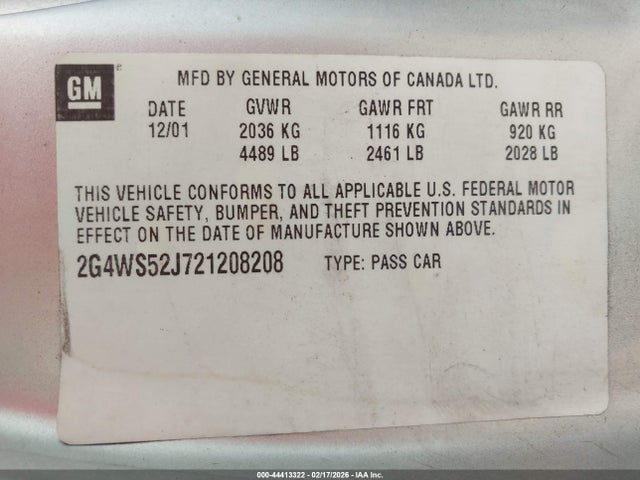 GM
MFD BY GENERAL MOTORS OF CANADA LTD.
DATE GVWR GAWR FRT GAWR RR
12/01 2036 KG 1116 KG 920 KG
4489 LB 2461 LB 2028 LB
THIS VEHICLE CONFORMS TO ALL APPLICABLE U.S. FEDERAL MOTOR
VEHICLE SAFETY, BUMPER, AND THEFT PREVENTION STANDARDS IN
EFFECT ON THE DATE OF MANUFACTURE SHOWN ABOVE.
2G4WS52J721208208 TYPE: PASS CAR
000-44413322 - 02/17/2026 - IAA Inc.